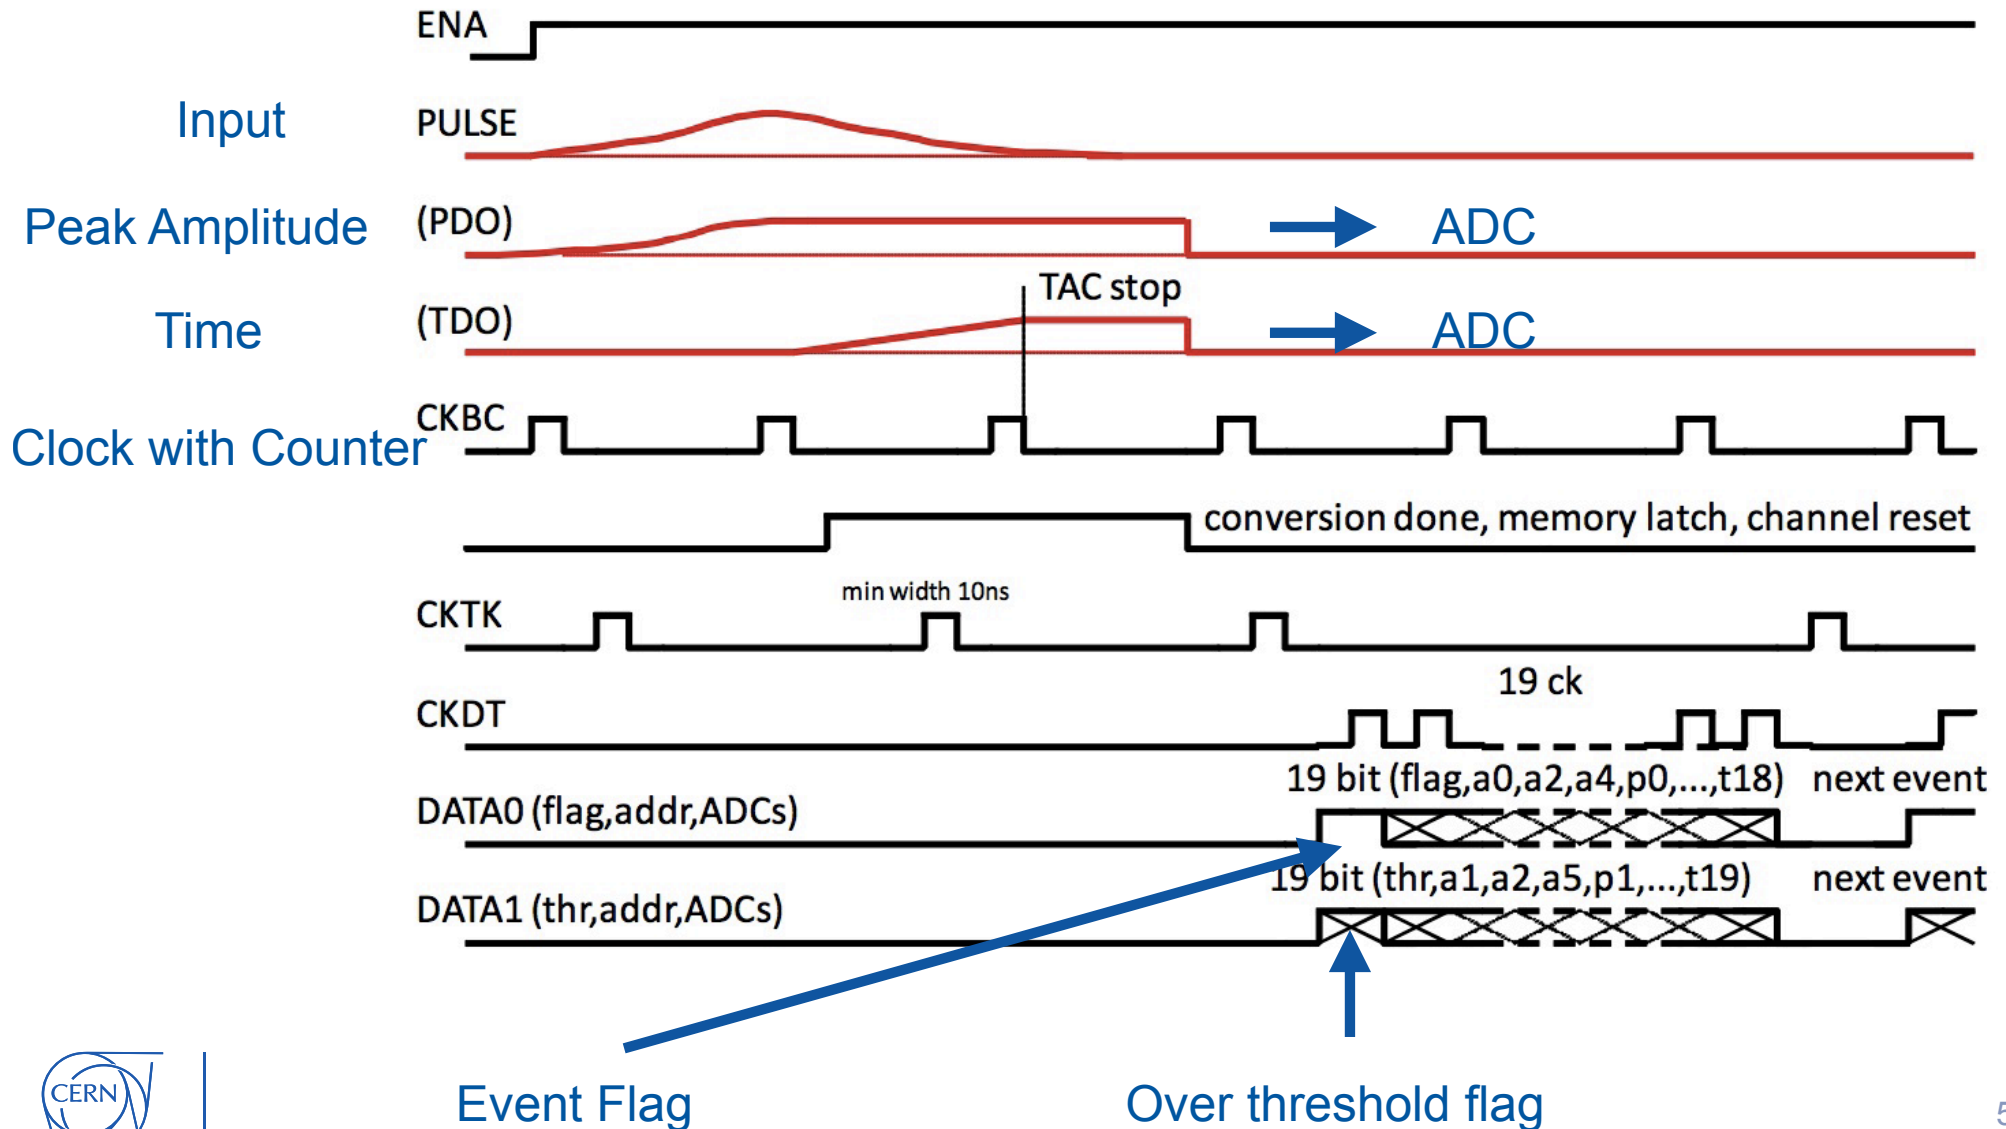 ENA
Input PULSE
Peak Amplitude (PDO) ADC
TAC stop
Time (TDO) ADC
CKBC
Clock with Counter
conversion done, memory latch, channel reset
min width 10ns
CKTK
19 ck
CKDT
19 bit (flag,a0,a2,a4,p0,...,t18) next event
DATA0 (flag,addr,ADCs)
19 bit (thr,a1,a2,a5,p1,...,t19) next event
DATA1 (thr,addr,ADCs)
CERN
Event Flag Over threshold flag
5